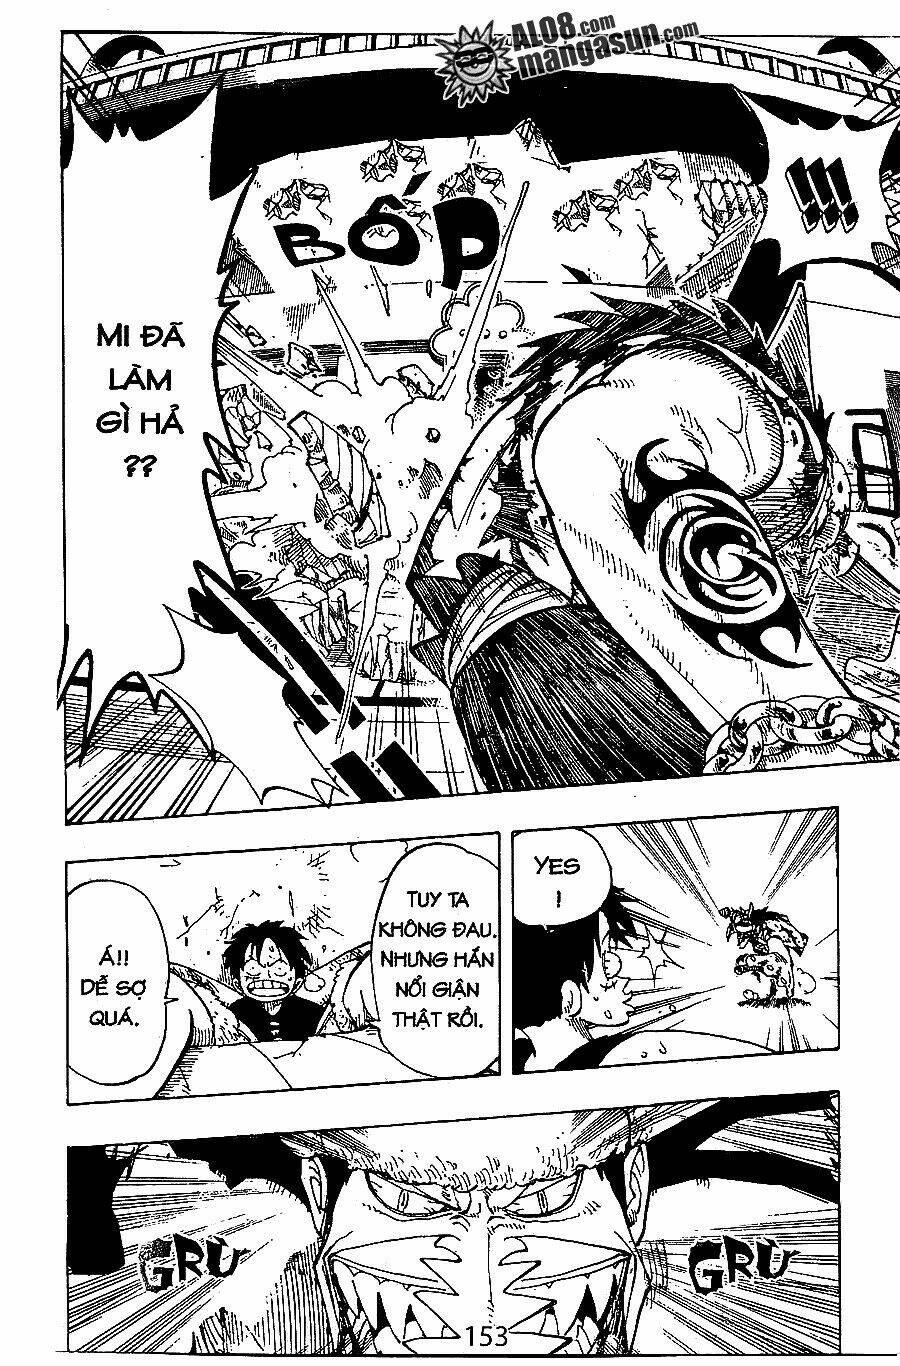 AL08.com
mangasun.com
!!!
BỐP
MI ĐÃ
LÀM
GÌ HẢ
??
YES
!
TUY TA
KHÔNG ĐAU.
NHƯNG HẮN
NỔI GIẬN
THẬT RỒI.
Á!!
DỄ SỢ
QUÁ.
GRỪ
GRỪ
153